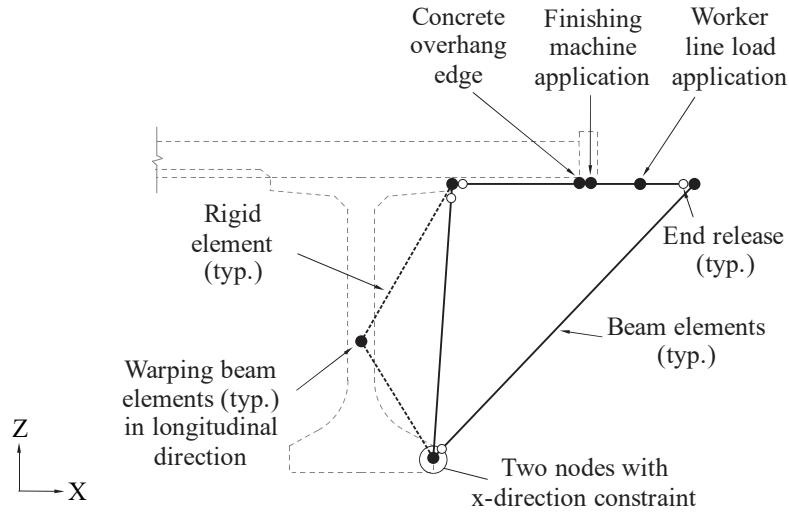 Concrete
overhang
edge
Finishing
machine
application
Worker
line load
application
Rigid
element
(typ.)
End release
(typ.)
Beam elements
(typ.)
Warping beam
elements (typ.)
in longitudinal
direction
Two nodes with
x-direction constraint
Z
X